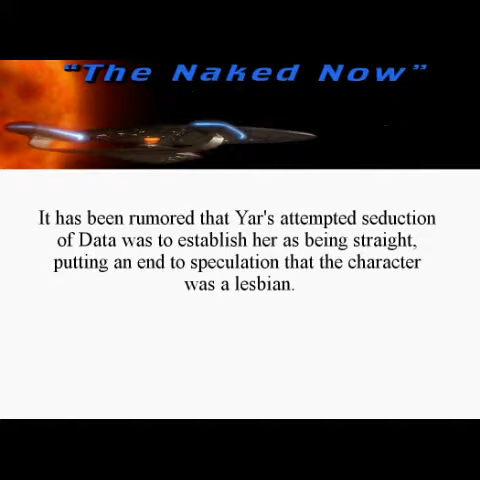 "The Naked Now"
It has been rumored that Yar's attempted seduction
of Data was to establish her as being straight,
putting an end to speculation that the character
was a lesbian.